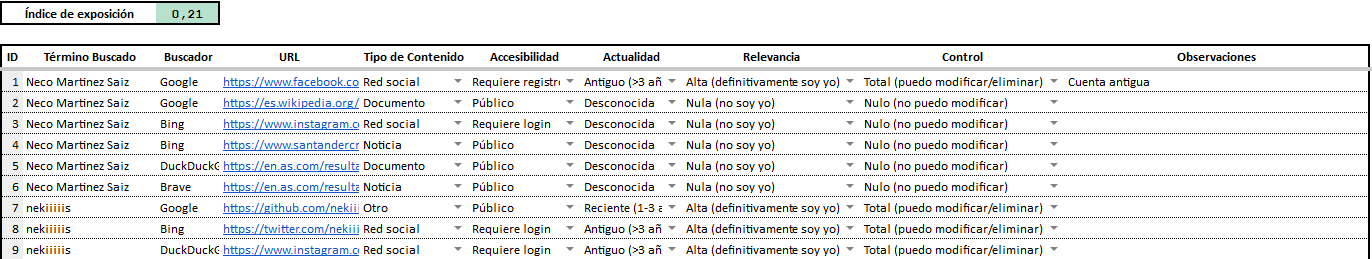 Índice de exposición 0,21
ID Término Buscado Buscador URL Tipo de Contenido Accesibilidad Actualidad Relevancia Control Observaciones
1 Neco Martínez Saiz Google https://www.facebook.co Red social Requiere registro Antiguo (>3 añ Alta (definitivamente soy yo) Total (puedo modificar/eliminar) Cuenta antigua
2 Neco Martínez Saiz Google https://es.wikipedia.org/ Documento Público Desconocida Nula (no soy yo) Nulo (no puedo modificar)
3 Neco Martínez Saiz Bing https://www.instagram.c Red social Requiere login Desconocida Nula (no soy yo) Nulo (no puedo modificar)
4 Neco Martínez Saiz Bing https://www.santandercr Noticia Público Desconocida Nula (no soy yo) Nulo (no puedo modificar)
5 Neco Martínez Saiz DuckDuckG https://en.as.com/resulta Documento Público Desconocida Nula (no soy yo) Nulo (no puedo modificar)
6 Neco Martínez Saiz Brave https://en.as.com/resulta Noticia Público Desconocida Nula (no soy yo) Nulo (no puedo modificar)
7 nekiiiiis Google https://github.com/nekii Otro Público Reciente (1-3 a Alta (definitivamente soy yo) Total (puedo modificar/eliminar)
8 nekiiiiis Bing https://twitter.com/nekiii Red social Requiere login Antiguo (>3 añ Alta (definitivamente soy yo) Total (puedo modificar/eliminar)
9 nekiiiiis DuckDuckG https://www.instagram.c Red social Requiere login Antiguo (>3 añ Alta (definitivamente soy yo) Total (puedo modificar/eliminar)